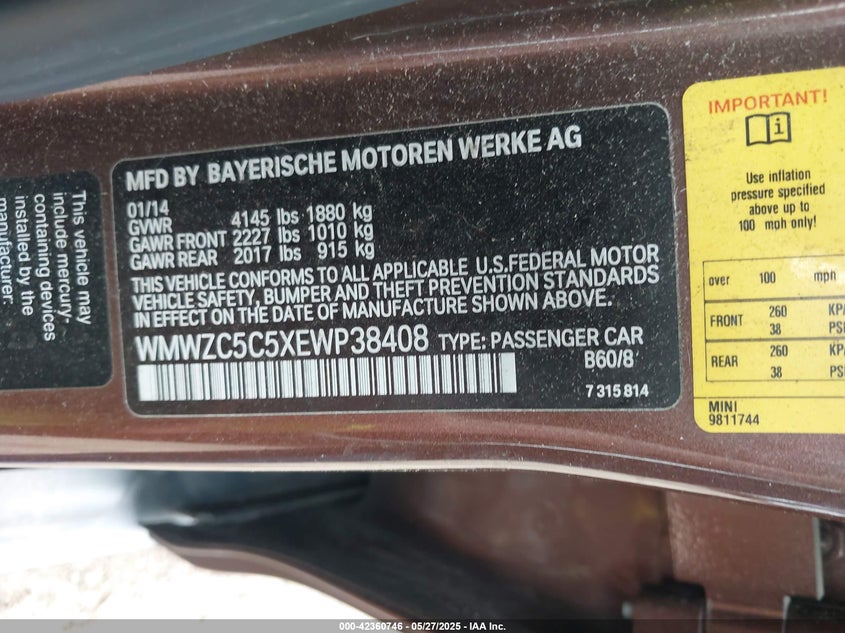 This vehicle may
include mercury-
containing devices
installed by the
manufacturer.
MFD BY BAYERISCHE MOTOREN WERKE AG
01/14
GVWR 4145 lbs 1880 kg
GAWR FRONT 2227 lbs 1010 kg
GAWR REAR 2017 lbs 915 kg
THIS VEHICLE CONFORMS TO ALL APPLICABLE U.S.FEDERAL MOTOR
VEHICLE SAFETY, BUMPER AND THEFT PREVENTION STANDARDS
IN EFFECT ON THE DATE OF MANUFACTURE SHOWN ABOVE.
WMWZC5C5XEWP38408 TYPE: PASSENGER CAR
B60/8
7 315 814
IMPORTANT!
i
Use inflation
pressure specified
above up to
100 mph only!
over 100 mph
FRONT 260 KPA
38 PSI
REAR 260 KPA
38 PSI
MINI
9811744
000-42360746 - 05/27/2025 - IAA Inc.